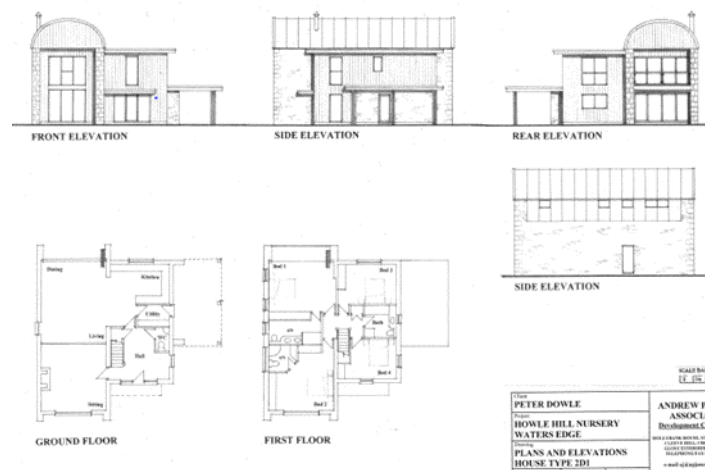 FRONT ELEVATION
SIDE ELEVATION
REAR ELEVATION
SIDE ELEVATION
Dining
Kitchen
Utility
Living
Hall
Sitting
GROUND FLOOR
Bed 1
Bed 3
Bath
Bed 4
Bed 2
FIRST FLOOR
Client
PETER DOWLE
Project
HOWLE HILL NURSERY
WATERS EDGE
Drawing
PLANS AND ELEVATIONS
HOUSE TYPE 2D1
ANDREW
ASSOCI
Development C